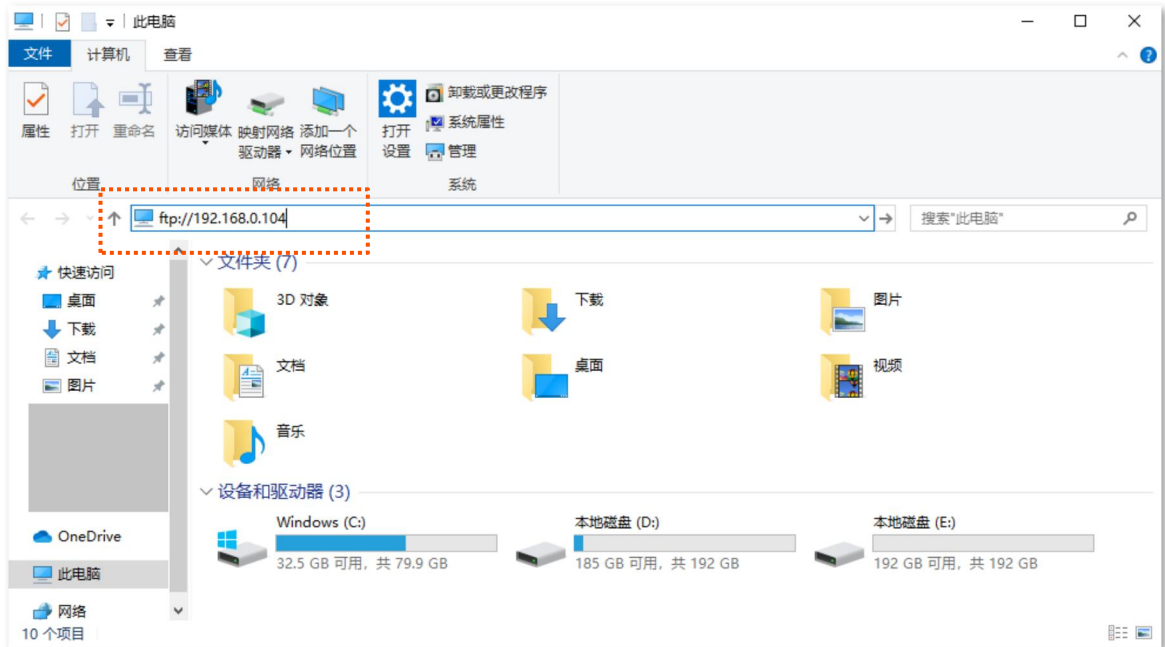 此电脑
文件 计算机 查看
属性 打开 重命名 访问媒体 映射网络驱动器 添加一个网络位置 打开设置 卸载或更改程序
系统属性
管理
位置 网络 系统
ftp://192.168.0.104 搜索"此电脑"
快速访问
桌面
下载
文档
图片
OneDrive
此电脑
网络
文件夹 (7)
3D 对象 下载 图片
文档 桌面 视频
音乐
设备和驱动器 (3)
Windows (C:) 本地磁盘 (D:) 本地磁盘 (E:)
32.5 GB 可用, 共 79.9 GB 185 GB 可用, 共 192 GB 192 GB 可用, 共 192 GB
10 个项目